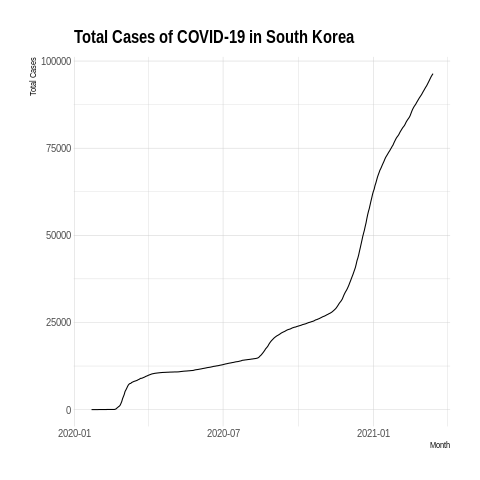 Total Cases of COVID-19 in South Korea
Total Cases
100000
75000
50000
25000
0
2020-01
2020-07
2021-01
Month